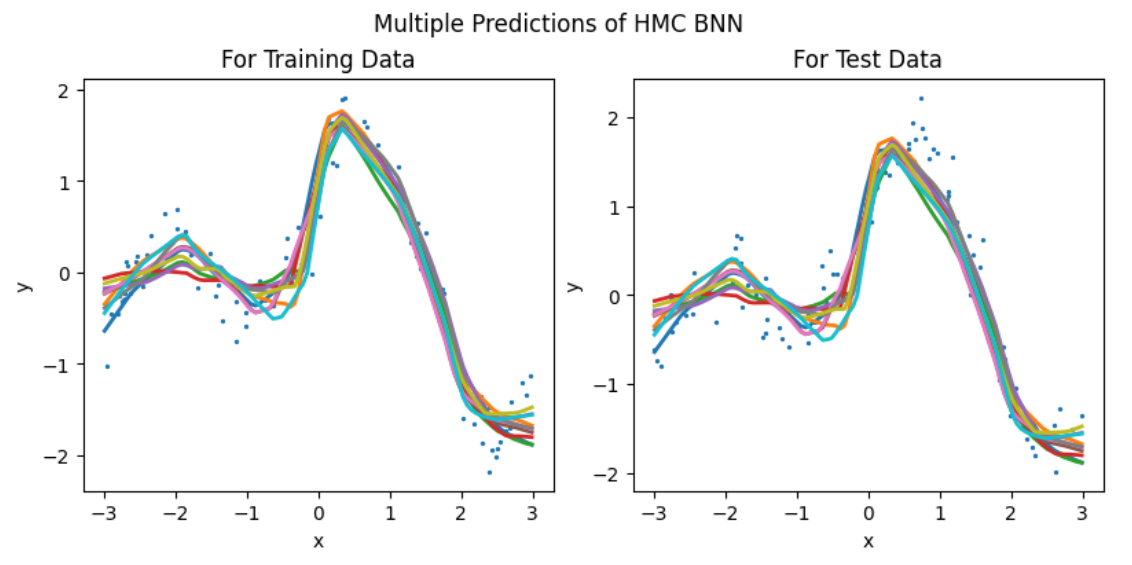 Multiple Predictions of HMC BNN
For Training Data
2
1
0
−1
−2
y
−3 −2 −1 0 1 2 3
x
For Test Data
2
1
0
−1
−2
y
−3 −2 −1 0 1 2 3
x